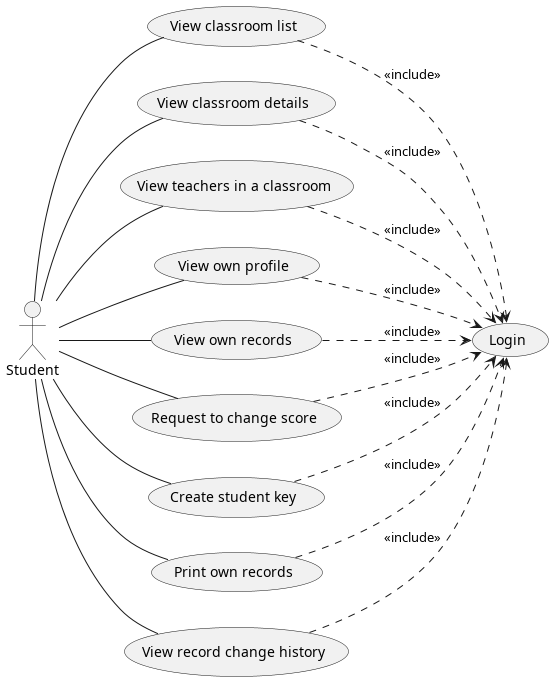 View classroom list
«include»
View classroom details
«include»
View teachers in a classroom
«include»
View own profile
«include»
View own records
«include»
Login
Student
«include»
Request to change score
«include»
Create student key
«include»
Print own records
«include»
View record change history